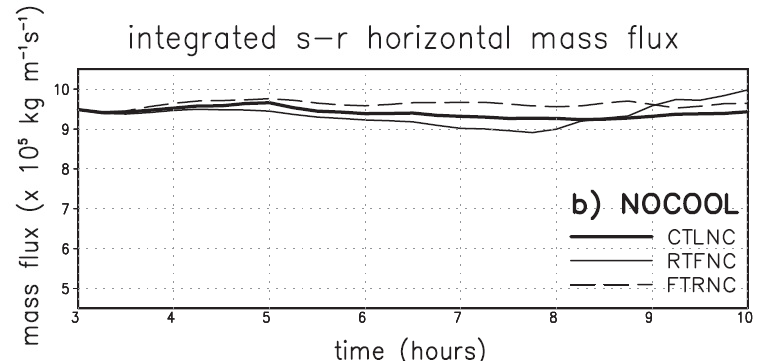 integrated s-r horizontal mass flux
mass flux (x 10⁵ kg m⁻¹s⁻¹)
10
9
8
7
6
5
b) NOCOOL
CTLNC
RTFNC
FTRNC
3 4 5 6 7 8 9 10
time (hours)